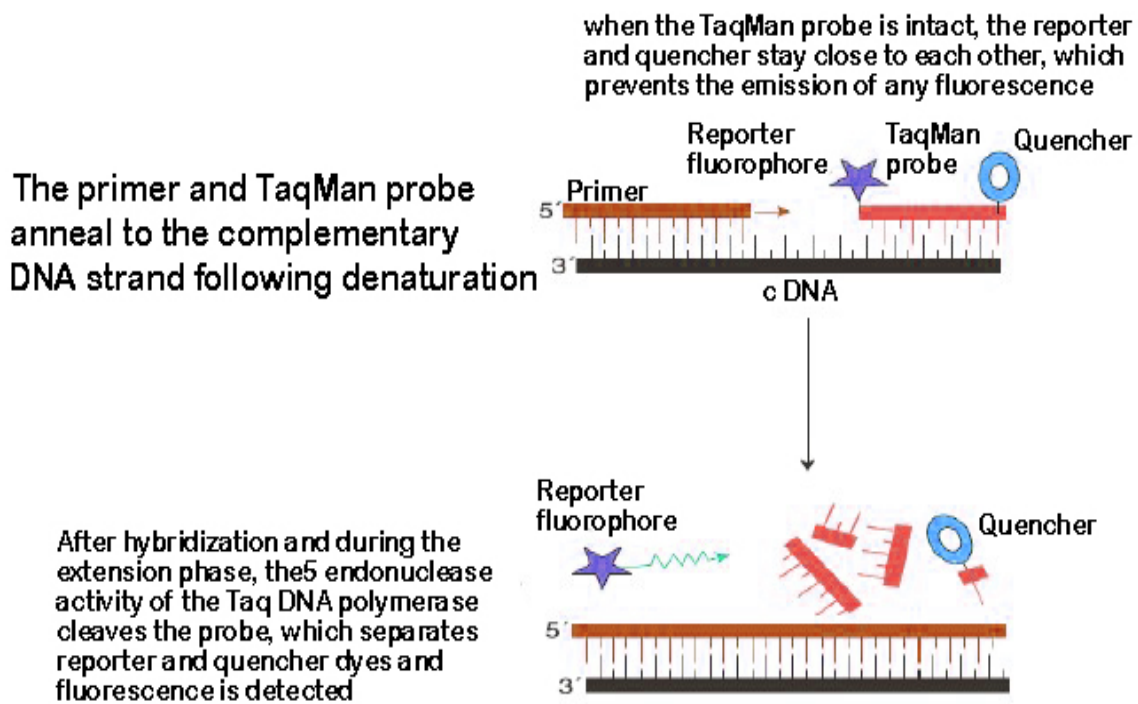 when the TaqMan probe is intact, the reporter
and quencher stay close to each other, which
prevents the emission of any fluorescence
Reporter
fluorophore
TaqMan
probe
Quencher
The primer and TaqMan probe
anneal to the complementary
DNA strand following denaturation
Primer
5´
3´
c DNA
Reporter
fluorophore
Quencher
After hybridization and during the
extension phase, the5 endonuclease
activity of the Taq DNA polymerase
cleaves the probe, which separates
reporter and quencher dyes and
fluorescence is detected
5´
3´